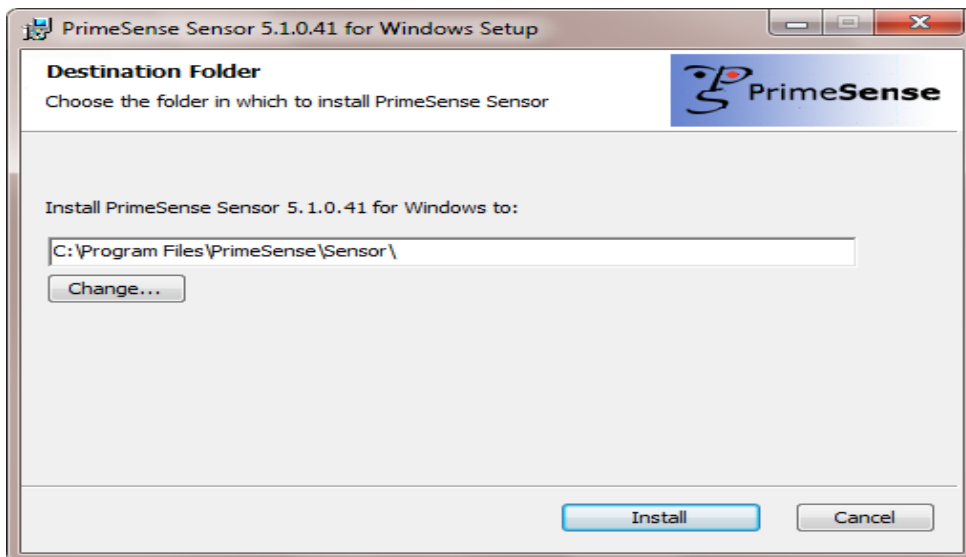 PrimeSense Sensor 5.1.0.41 for Windows Setup
Destination Folder
Choose the folder in which to install PrimeSense Sensor
PrimeSense
Install PrimeSense Sensor 5.1.0.41 for Windows to:
C:\Program Files\PrimeSense\Sensor\
Change...
Install
Cancel